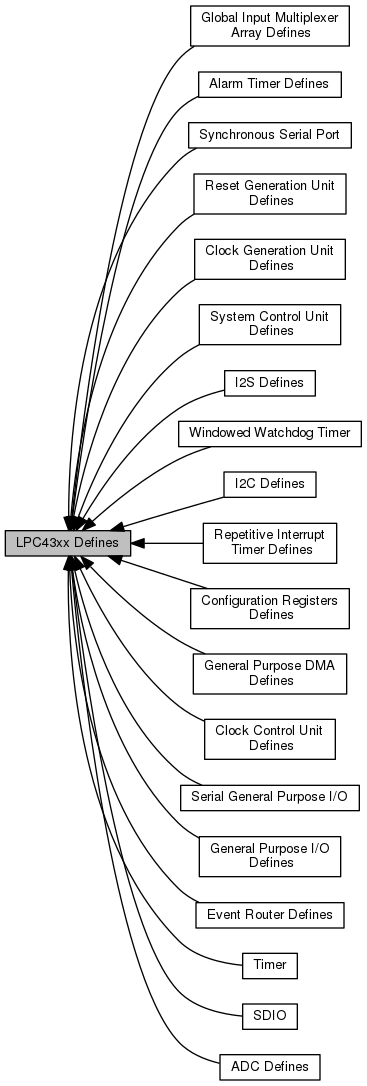 Global Input Multiplexer
Array Defines
Alarm Timer Defines
Synchronous Serial Port
Reset Generation Unit
Defines
Clock Generation Unit
Defines
System Control Unit
Defines
I2S Defines
Windowed Watchdog Timer
I2C Defines
LPC43xx Defines
Repetitive Interrupt
Timer Defines
Configuration Registers
Defines
General Purpose DMA
Defines
Clock Control Unit
Defines
Serial General Purpose I/O
General Purpose I/O
Defines
Event Router Defines
Timer
SDIO
ADC Defines